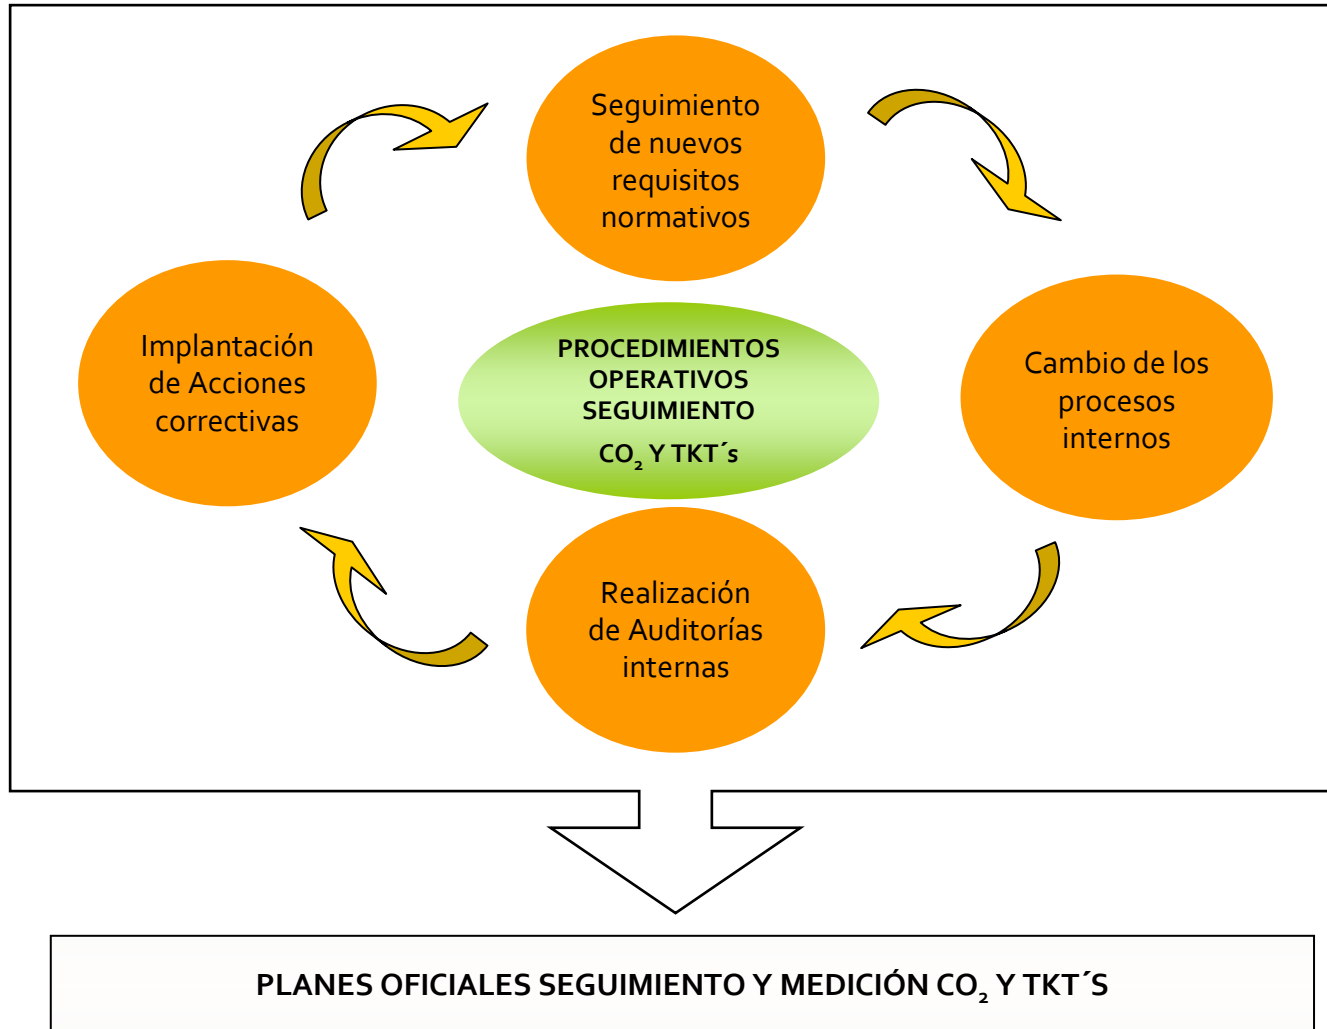 Seguimiento
de nuevos
requisitos
normativos
Implantación
de Acciones
correctivas
PROCEDIMIENTOS
OPERATIVOS
SEGUIMIENTO
CO₂ Y TKT´s
Cambio de los
procesos
internos
Realización
de Auditorías
internas
PLANES OFICIALES SEGUIMIENTO Y MEDICIÓN CO₂ Y TKT´S